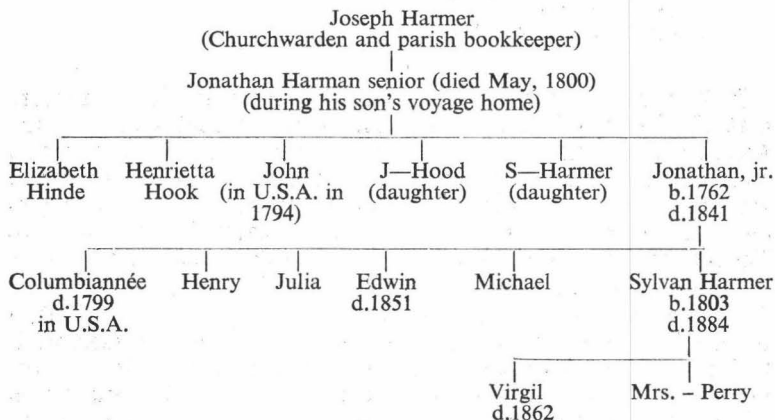 Joseph Harmer
(Churchwarden and parish bookkeeper)
Jonathan Harman senior (died May, 1800)
(during his son's voyage home)
Elizabeth Hinde
Henrietta Hook
John (in U.S.A. in 1794)
J—Hood (daughter)
S—Harmer (daughter)
Jonathan, jr. b.1762 d.1841
Columbiannée d.1799 in U.S.A.
Henry
Julia
Edwin d.1851
Michael
Sylvan Harmer b.1803 d.1884
Virgil d.1862
Mrs. – Perry